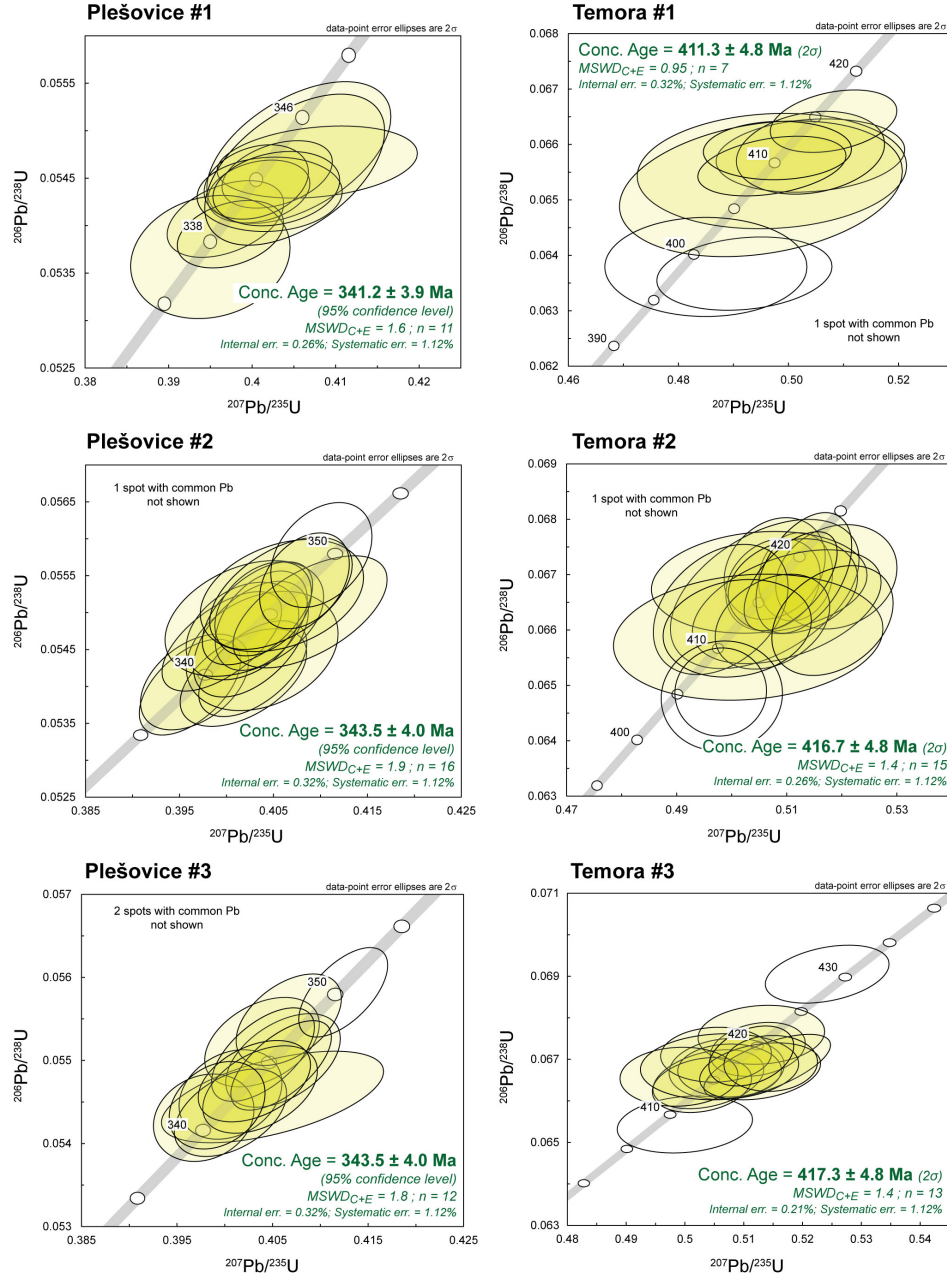 Plešovice #1
data-point error ellipses are 2σ
0.0555
0.0545
0.0535
0.0525
206Pb/238U
346
338
Conc. Age = 341.2 ± 3.9 Ma
(95% confidence level)
MSWDC+E = 1.6 ; n = 11
Internal err. = 0.26%; Systematic err. = 1.12%
0.38
0.39
0.4
0.41
0.42
207Pb/235U
Temora #1
data-point error ellipses are 2σ
0.068
0.067
0.066
0.065
0.064
0.063
0.062
206Pb/238U
Conc. Age = 411.3 ± 4.8 Ma (2σ)
MSWDC+E = 0.95 ; n = 7
Internal err. = 0.32%; Systematic err. = 1.12%
420
410
400
390
1 spot with common Pb
not shown
0.46
0.48
0.50
0.52
207Pb/235U
Plešovice #2
data-point error ellipses are 2σ
0.0565
0.0555
0.0545
0.0535
0.0525
206Pb/238U
1 spot with common Pb
not shown
350
340
Conc. Age = 343.5 ± 4.0 Ma
(95% confidence level)
MSWDC+E = 1.9 ; n = 16
Internal err. = 0.32%; Systematic err. = 1.12%
0.385
0.395
0.405
0.415
0.425
207Pb/235U
Temora #2
data-point error ellipses are 2σ
0.069
0.068
0.067
0.066
0.065
0.064
0.063
206Pb/238U
1 spot with common Pb
not shown
420
410
400
Conc. Age = 416.7 ± 4.8 Ma (2σ)
MSWDC+E = 1.4 ; n = 15
Internal err. = 0.26%; Systematic err. = 1.12%
0.47
0.49
0.51
0.53
207Pb/235U
Plešovice #3
data-point error ellipses are 2σ
0.057
0.056
0.055
0.054
0.053
206Pb/238U
2 spots with common Pb
not shown
350
340
Conc. Age = 343.5 ± 4.0 Ma
(95% confidence level)
MSWDC+E = 1.8 ; n = 12
Internal err. = 0.32%; Systematic err. = 1.12%
0.385
0.395
0.405
0.415
0.425
207Pb/235U
Temora #3
data-point error ellipses are 2σ
0.071
0.069
0.067
0.065
0.063
206Pb/238U
430
420
410
Conc. Age = 417.3 ± 4.8 Ma (2σ)
MSWDC+E = 1.4 ; n = 13
Internal err. = 0.21%; Systematic err. = 1.12%
0.48
0.49
0.5
0.51
0.52
0.53
0.54
207Pb/235U